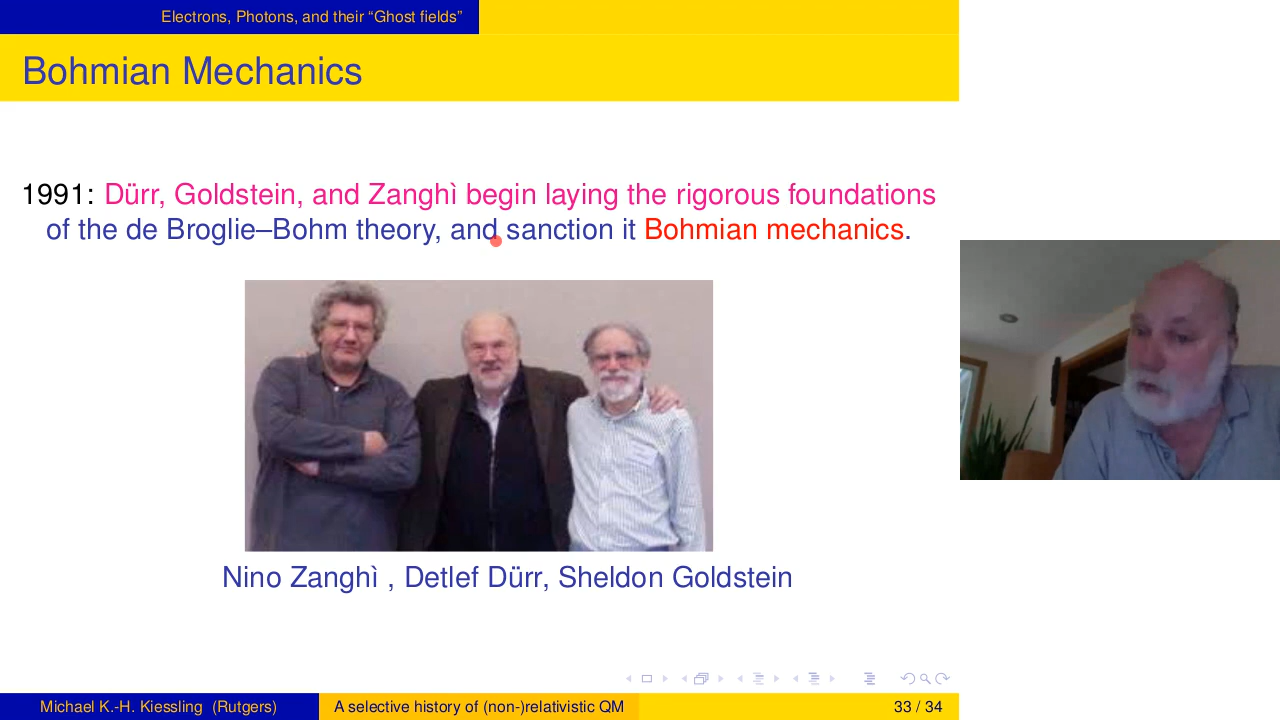 Electrons, Photons, and their “Ghost fields”
Bohmian Mechanics
1991: Dürr, Goldstein, and Zanghì begin laying the rigorous foundations
of the de Broglie–Bohm theory, and sanction it Bohmian mechanics.
Nino Zanghì , Detlef Dürr, Sheldon Goldstein
Michael K.-H. Kiessling (Rutgers)
A selective history of (non-)relativistic QM
33 / 34